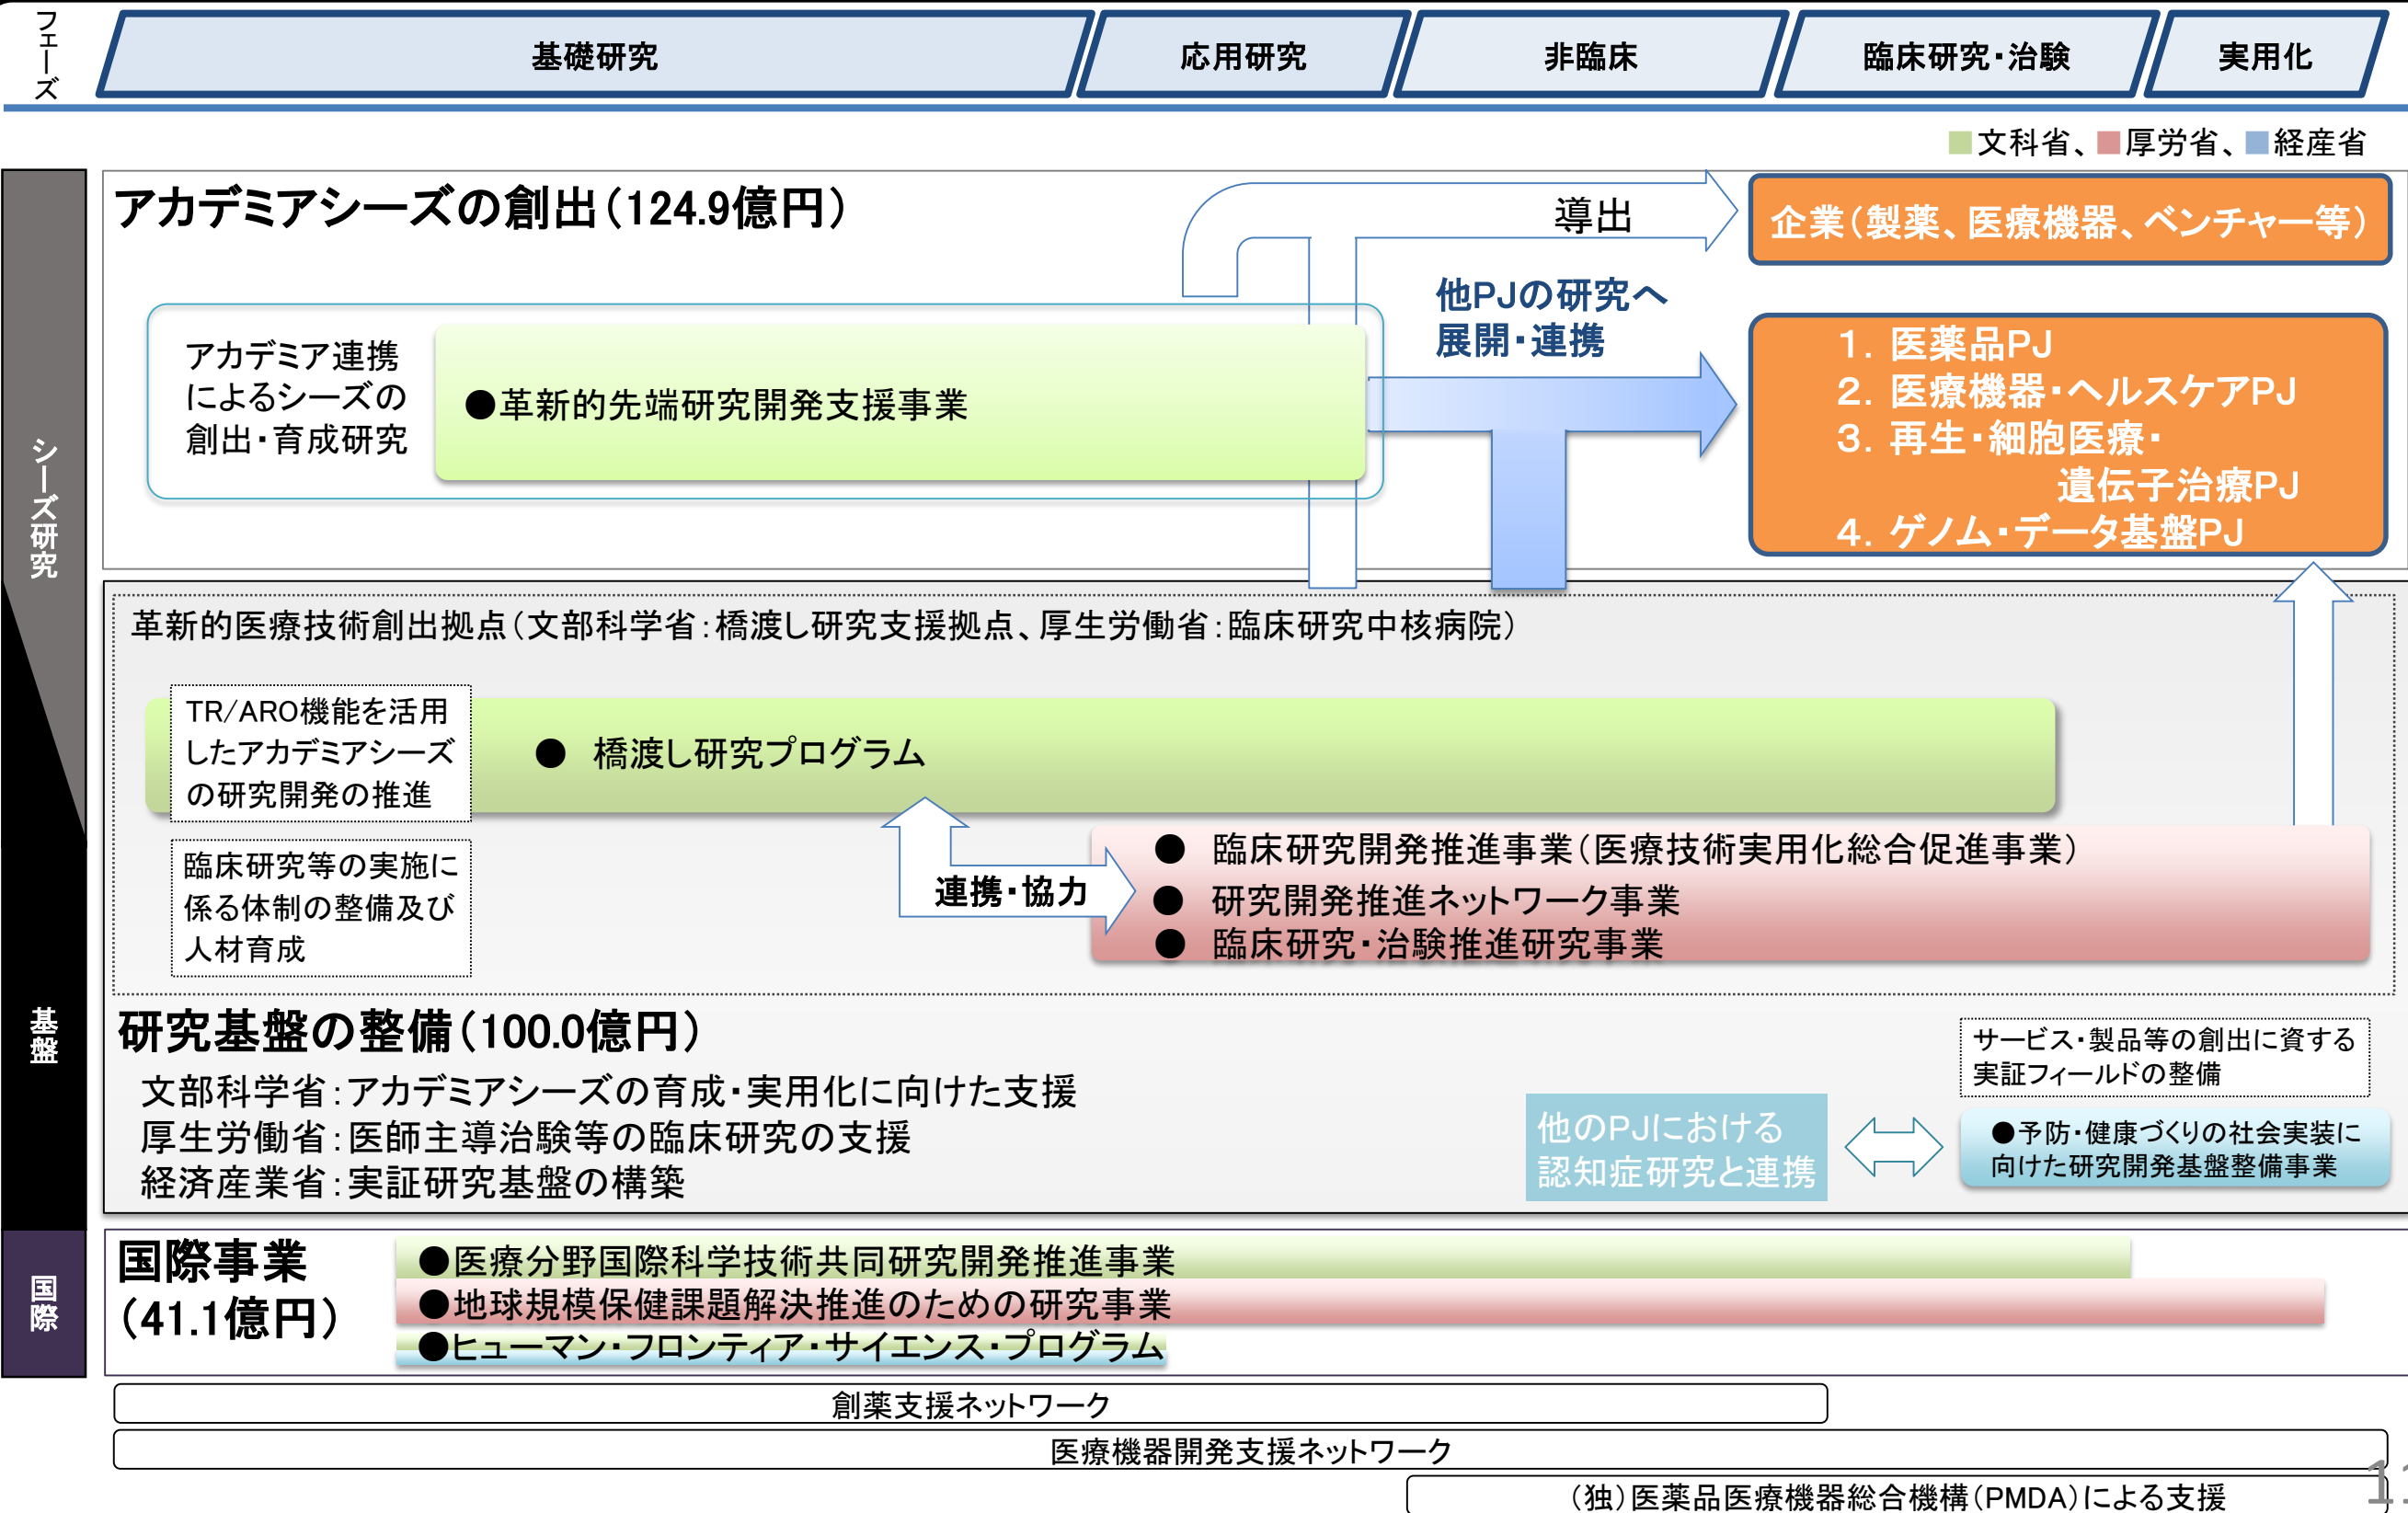 フェーズ
基礎研究
応用研究
非臨床
臨床研究・治験
実用化
■文科省、■厚労省、■経産省
シーズ研究
アカデミアシーズの創出（124.9億円）
導出
企業（製薬、医療機器、ベンチャー等）
他PJの研究へ
展開・連携
アカデミア連携
によるシーズの
創出・育成研究
●革新的先端研究開発支援事業
1. 医薬品PJ
2. 医療機器・ヘルスケアPJ
3. 再生・細胞医療・
遺伝子治療PJ
4. ゲノム・データ基盤PJ
革新的医療技術創出拠点（文部科学省：橋渡し研究支援拠点、厚生労働省：臨床研究中核病院）
TR/ARO機能を活用
したアカデミアシーズ
の研究開発の推進
● 橋渡し研究プログラム
臨床研究等の実施に
係る体制の整備及び
人材育成
連携・協力
● 臨床研究開発推進事業（医療技術実用化総合促進事業）
● 研究開発推進ネットワーク事業
● 臨床研究・治験推進研究事業
基盤
研究基盤の整備（100.0億円）
文部科学省：アカデミアシーズの育成・実用化に向けた支援
厚生労働省：医師主導治験等の臨床研究の支援
経済産業省：実証研究基盤の構築
他のPJにおける
認知症研究と連携
サービス・製品等の創出に資する
実証フィールドの整備
●予防・健康づくりの社会実装に
向けた研究開発基盤整備事業
国際
国際事業
（41.1億円）
●医療分野国際科学技術共同研究開発推進事業
●地球規模保健課題解決推進のための研究事業
●ヒューマン・フロンティア・サイエンス・プログラム
創薬支援ネットワーク
医療機器開発支援ネットワーク
（独）医薬品医療機器総合機構（PMDA）による支援
11